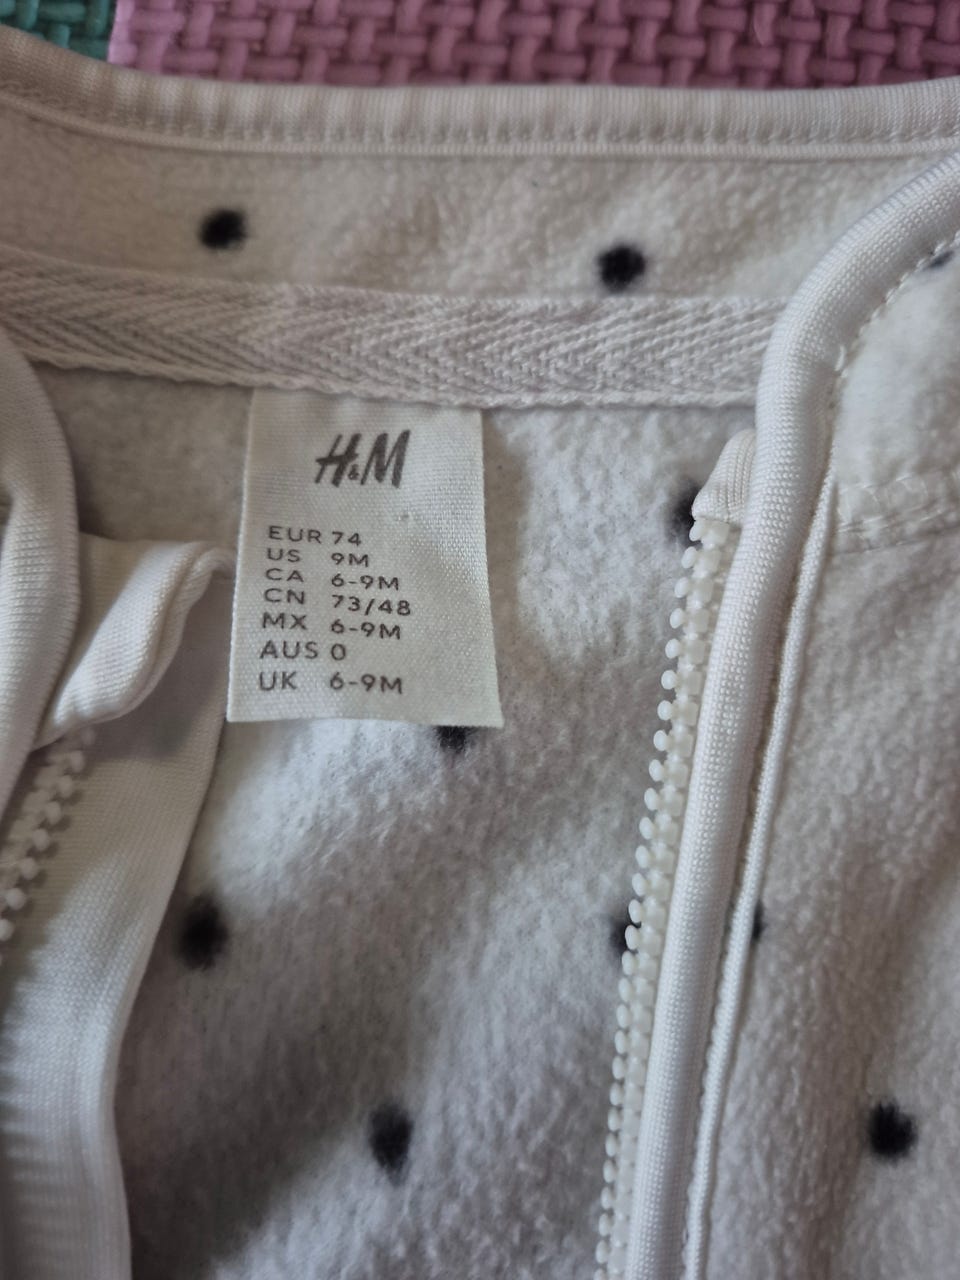 H&M
EUR 74
US 9M
CA 6-9M
CN 73/48
MX 6-9M
AUS 0
UK 6-9M